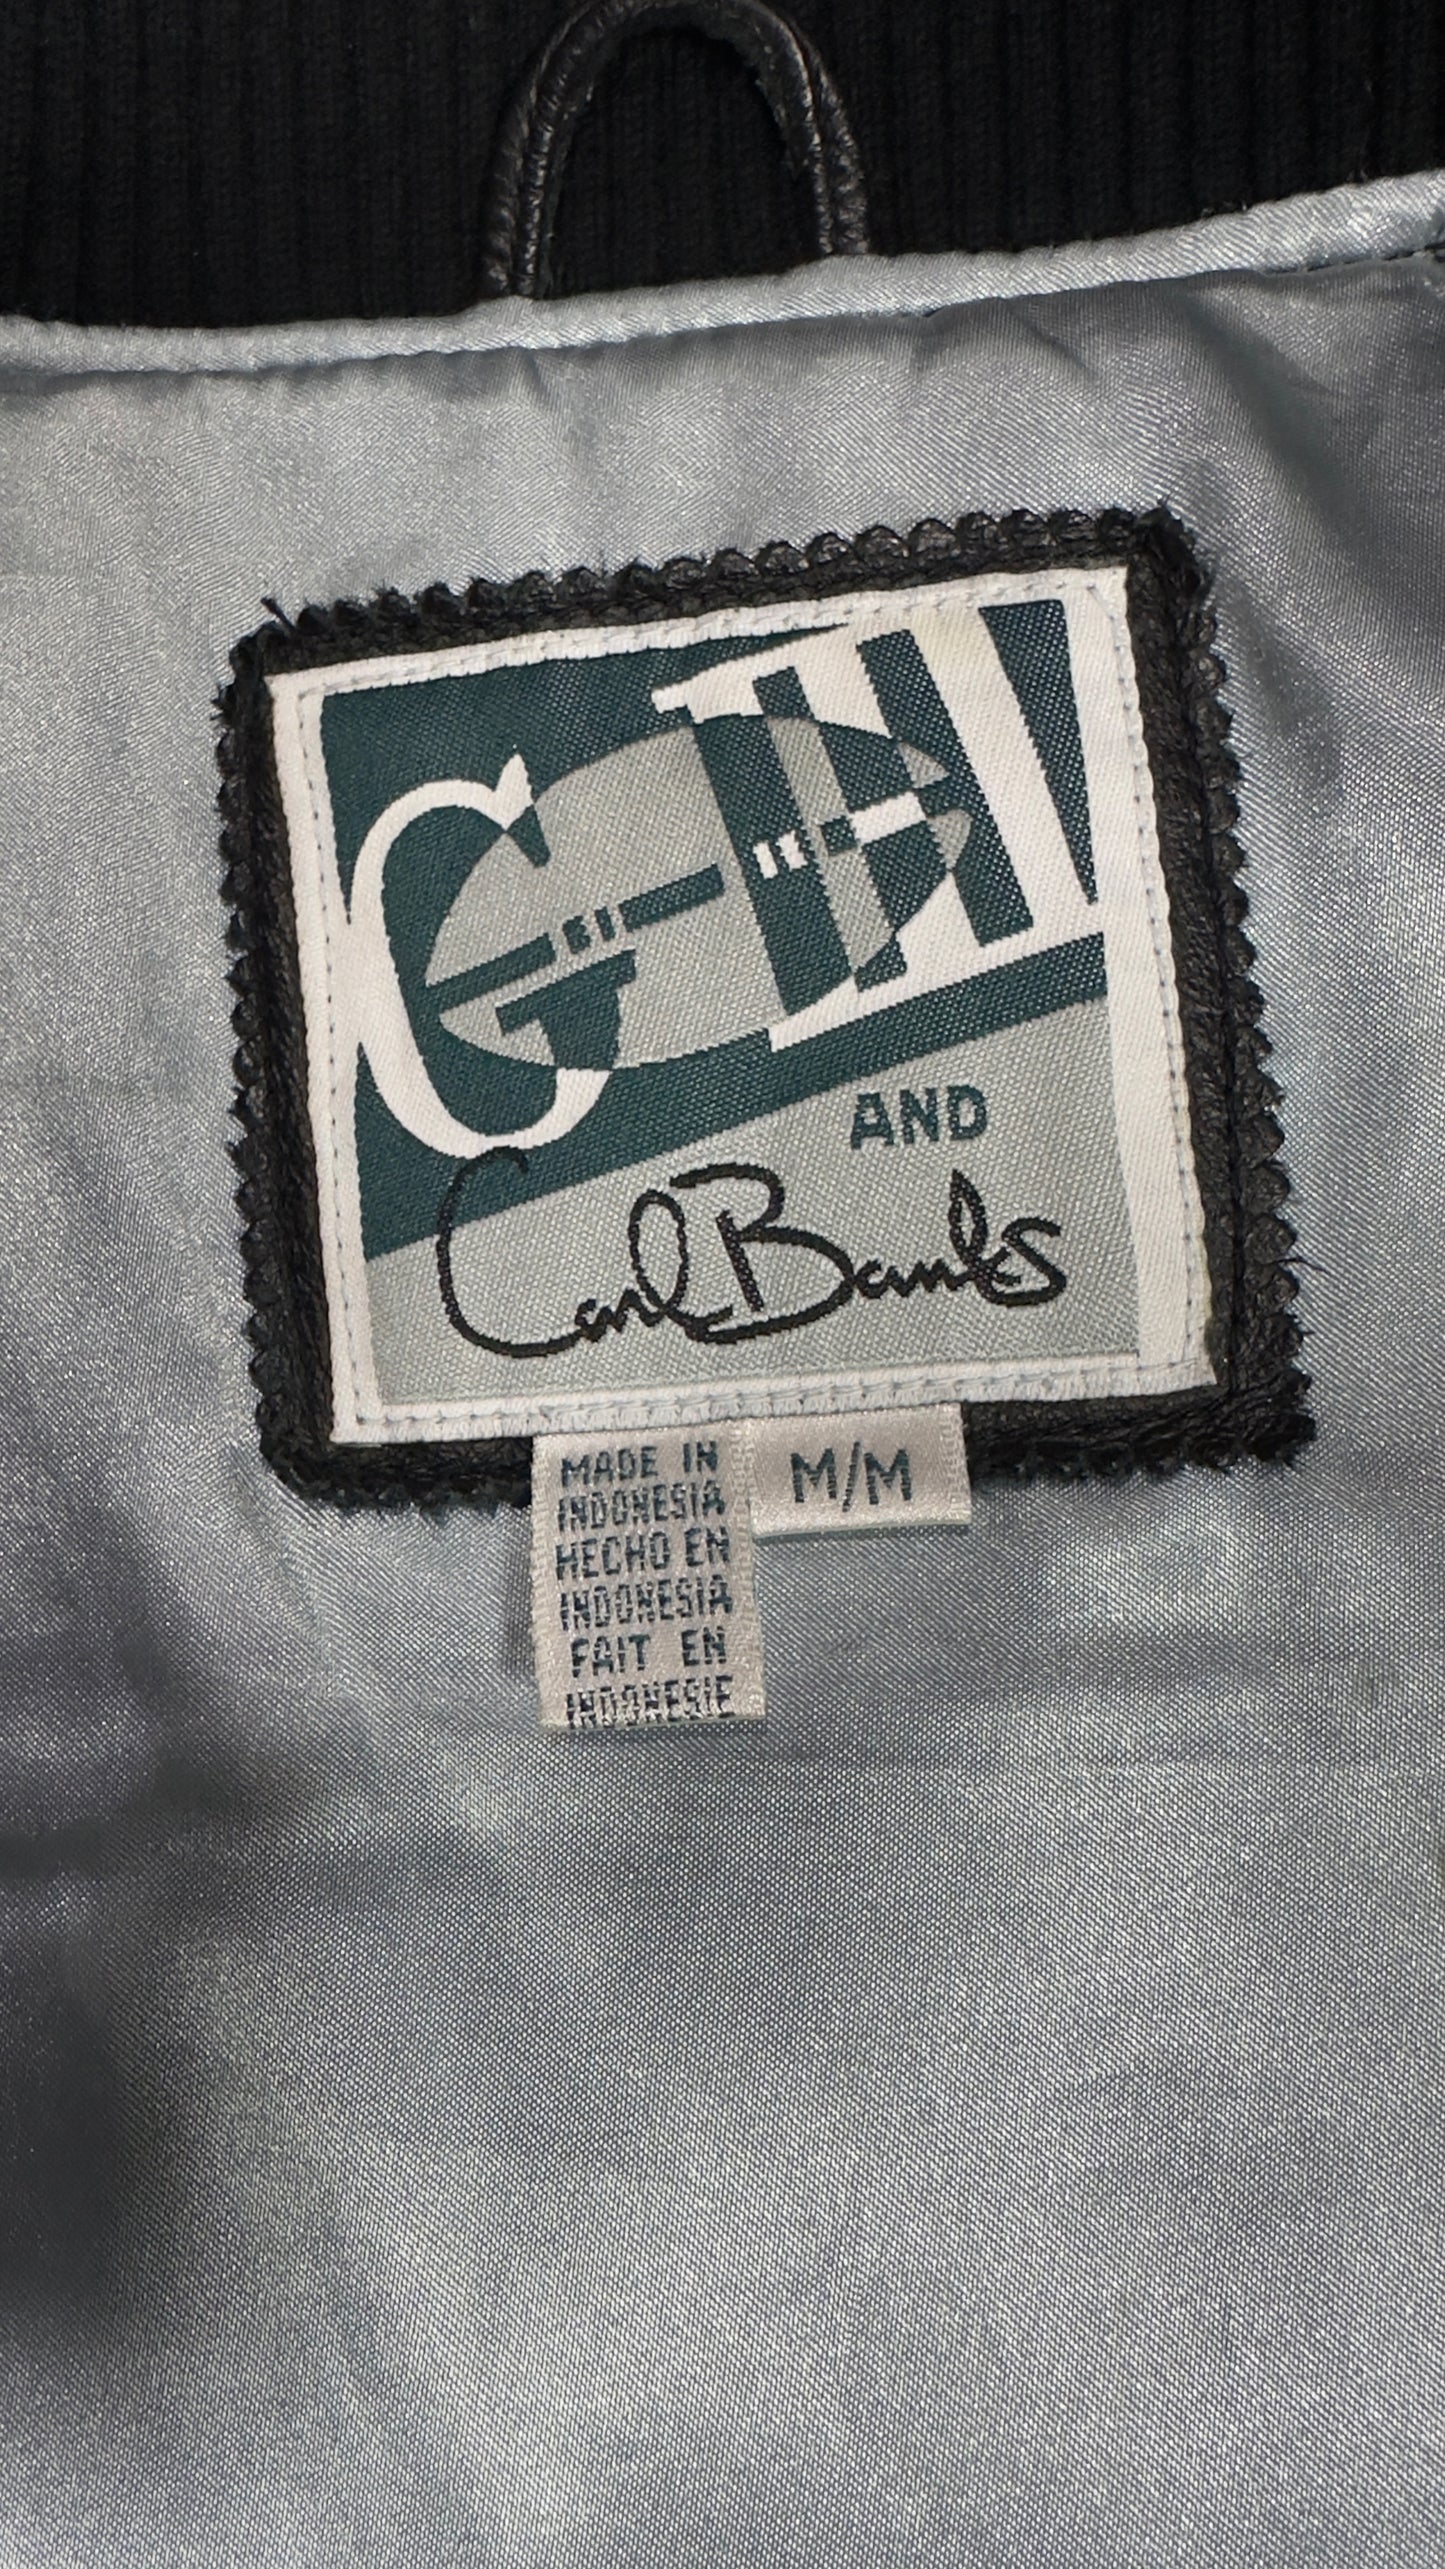 G-III
AND
Carl Banks
M/M
MADE IN
INDONESIA
HECHO EN
INDONESIA
FAIT EN
INDONESIE